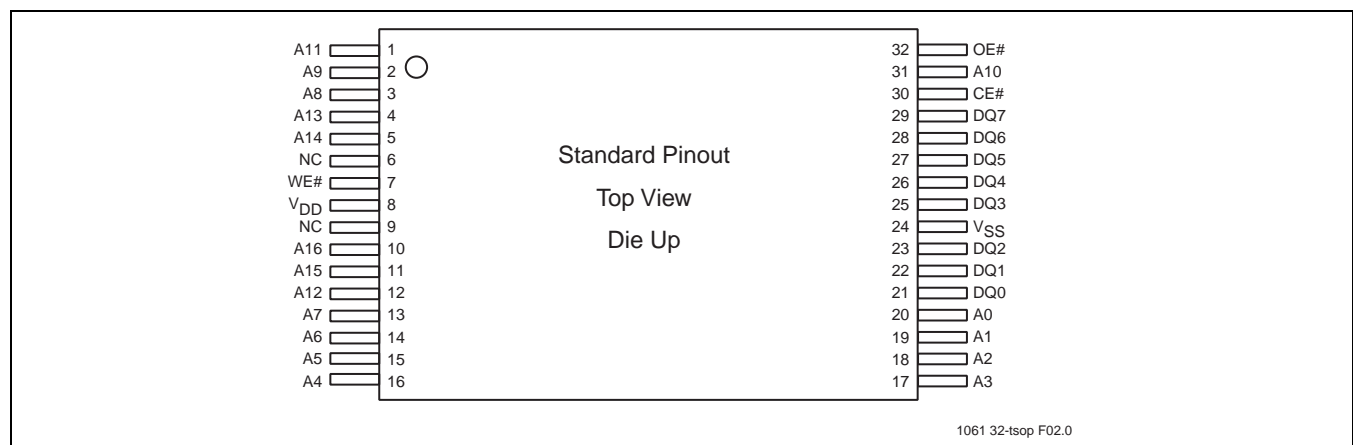 A11 1 32 OE#
A9 2 31 A10
A8 3 30 CE#
A13 4 29 DQ7
A14 5 28 DQ6
NC 6 27 DQ5
WE# 7 26 DQ4
VDD 8 25 DQ3
NC 9 24 VSS
A16 10 23 DQ2
A15 11 22 DQ1
A12 12 21 DQ0
A7 13 20 A0
A6 14 19 A1
A5 15 18 A2
A4 16 17 A3
Standard Pinout
Top View
Die Up
1061 32-tsop F02.0